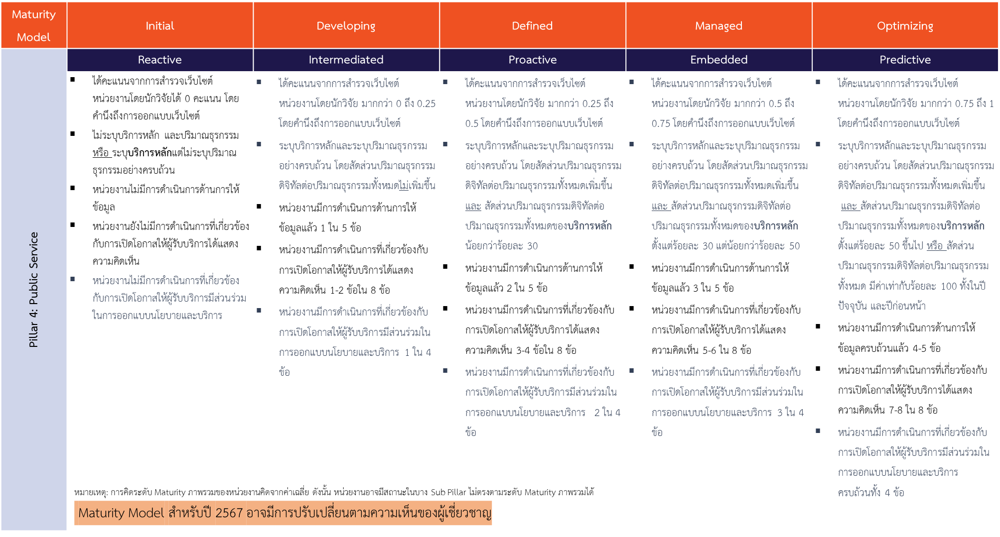 Maturity
Model
Initial
Developing
Defined
Managed
Optimizing
Reactive
Intermediated
Proactive
Embedded
Predictive
Pillar 4: Public Service
▪ ได้คะแนนจากการสำรวจเว็บไซต์
หน่วยงานโดยนักวิจัยได้ 0 คะแนน โดย
คำนึงถึงการออกแบบเว็บไซต์
▪ ไม่ระบุบริการหลัก และปริมาณธุรกรรม
หรือ ระบุบริการหลักแต่ไม่ระบุปริมาณ
ธุรกรรมอย่างครบถ้วน
▪ หน่วยงานไม่มีการดำเนินการด้านการให้
ข้อมูล
▪ หน่วยงานยังไม่มีการดำเนินการที่เกี่ยวข้อง
กับการเปิดโอกาสให้ผู้รับบริการได้แสดง
ความคิดเห็น
▪ หน่วยงานไม่มีการดำเนินการที่เกี่ยวข้อง
กับการเปิดโอกาสให้ผู้รับบริการมีส่วนร่วม
ในการออกแบบนโยบายและบริการ
▪ ได้คะแนนจากการสำรวจเว็บไซต์
หน่วยงานโดยนักวิจัย มากกว่า 0 ถึง 0.25
โดยคำนึงถึงการออกแบบเว็บไซต์
▪ ระบุบริการหลักและระบุปริมาณธุรกรรม
อย่างครบถ้วน โดยสัดส่วนปริมาณธุรกรรม
ดิจิทัลต่อปริมาณธุรกรรมทั้งหมดไม่เพิ่มขึ้น
▪ หน่วยงานมีการดำเนินการด้านการให้
ข้อมูลแล้ว 1 ใน 5 ข้อ
▪ หน่วยงานมีการดำเนินการที่เกี่ยวข้องกับ
การเปิดโอกาสให้ผู้รับบริการได้แสดง
ความคิดเห็น 1-2 ข้อใน 8 ข้อ
▪ หน่วยงานมีการดำเนินการที่เกี่ยวข้องกับ
การเปิดโอกาสให้ผู้รับบริการมีส่วนร่วมใน
การออกแบบนโยบายและบริการ 1 ใน 4
ข้อ
▪ ได้คะแนนจากการสำรวจเว็บไซต์
หน่วยงานโดยนักวิจัย มากกว่า 0.25 ถึง
0.5 โดยคำนึงถึงการออกแบบเว็บไซต์
▪ ระบุบริการหลักและระบุปริมาณธุรกรรม
อย่างครบถ้วน โดยสัดส่วนปริมาณธุรกรรม
ดิจิทัลต่อปริมาณธุรกรรมทั้งหมดเพิ่มขึ้น
และ สัดส่วนปริมาณธุรกรรมดิจิทัลต่อ
ปริมาณธุรกรรมทั้งหมดของบริการหลัก
น้อยกว่าร้อยละ 30
▪ หน่วยงานมีการดำเนินการด้านการให้
ข้อมูลแล้ว 2 ใน 5 ข้อ
▪ หน่วยงานมีการดำเนินการที่เกี่ยวข้องกับ
การเปิดโอกาสให้ผู้รับบริการได้แสดง
ความคิดเห็น 3-4 ข้อใน 8 ข้อ
▪ หน่วยงานมีการดำเนินการที่เกี่ยวข้องกับ
การเปิดโอกาสให้ผู้รับบริการมีส่วนร่วมใน
การออกแบบนโยบายและบริการ 2 ใน 4
ข้อ
▪ ได้คะแนนจากการสำรวจเว็บไซต์
หน่วยงานโดยนักวิจัย มากกว่า 0.5 ถึง
0.75 โดยคำนึงถึงการออกแบบเว็บไซต์
▪ ระบุบริการหลักและระบุปริมาณธุรกรรม
อย่างครบถ้วน โดยสัดส่วนปริมาณธุรกรรม
ดิจิทัลต่อปริมาณธุรกรรมทั้งหมดเพิ่มขึ้น
และ สัดส่วนปริมาณธุรกรรมดิจิทัลต่อ
ปริมาณธุรกรรมทั้งหมดของบริการหลัก
ตั้งแต่ร้อยละ 30 แต่น้อยกว่าร้อยละ 50
▪ หน่วยงานมีการดำเนินการด้านการให้
ข้อมูลแล้ว 3 ใน 5 ข้อ
▪ หน่วยงานมีการดำเนินการที่เกี่ยวข้องกับ
การเปิดโอกาสให้ผู้รับบริการได้แสดง
ความคิดเห็น 5-6 ใน 8 ข้อ
▪ หน่วยงานมีการดำเนินการที่เกี่ยวข้องกับ
การเปิดโอกาสให้ผู้รับบริการมีส่วนร่วมใน
การออกแบบนโยบายและบริการ 3 ใน 4
ข้อ
▪ ได้คะแนนจากการสำรวจเว็บไซต์
หน่วยงานโดยนักวิจัย มากกว่า 0.75 ถึง 1
โดยคำนึงถึงการออกแบบเว็บไซต์
▪ ระบุบริการหลักและระบุปริมาณธุรกรรม
อย่างครบถ้วน โดยสัดส่วนปริมาณธุรกรรม
ดิจิทัลต่อปริมาณธุรกรรมทั้งหมดเพิ่มขึ้น
และ สัดส่วนปริมาณธุรกรรมดิจิทัลต่อ
ปริมาณธุรกรรมทั้งหมดของบริการหลัก
ตั้งแต่ร้อยละ 50 ขึ้นไป หรือ สัดส่วน
ปริมาณธุรกรรมดิจิทัลต่อปริมาณธุรกรรม
ทั้งหมด มีค่าเท่ากับร้อยละ 100 ทั้งในปี
ปัจจุบัน และปีก่อนหน้า
▪ หน่วยงานมีการดำเนินการด้านการให้
ข้อมูลครบถ้วนแล้ว 4-5 ข้อ
▪ หน่วยงานมีการดำเนินการที่เกี่ยวข้องกับ
การเปิดโอกาสให้ผู้รับบริการได้แสดง
ความคิดเห็น 7-8 ใน 8 ข้อ
▪ หน่วยงานมีการดำเนินการที่เกี่ยวข้องกับ
การเปิดโอกาสให้ผู้รับบริการมีส่วนร่วมใน
การออกแบบนโยบายและบริการ
ครบถ้วนทั้ง 4 ข้อ
หมายเหตุ: การคิดระดับ Maturity ภาพรวมของหน่วยงานคิดจากค่าเฉลี่ย ดังนั้น หน่วยงานอาจมีสถานะในบาง Sub Pillar ไม่ตรงตามระดับ Maturity ภาพรวมได้
Maturity Model สำหรับปี 2567 อาจมีการปรับเปลี่ยนตามความเห็นของผู้เชี่ยวชาญ